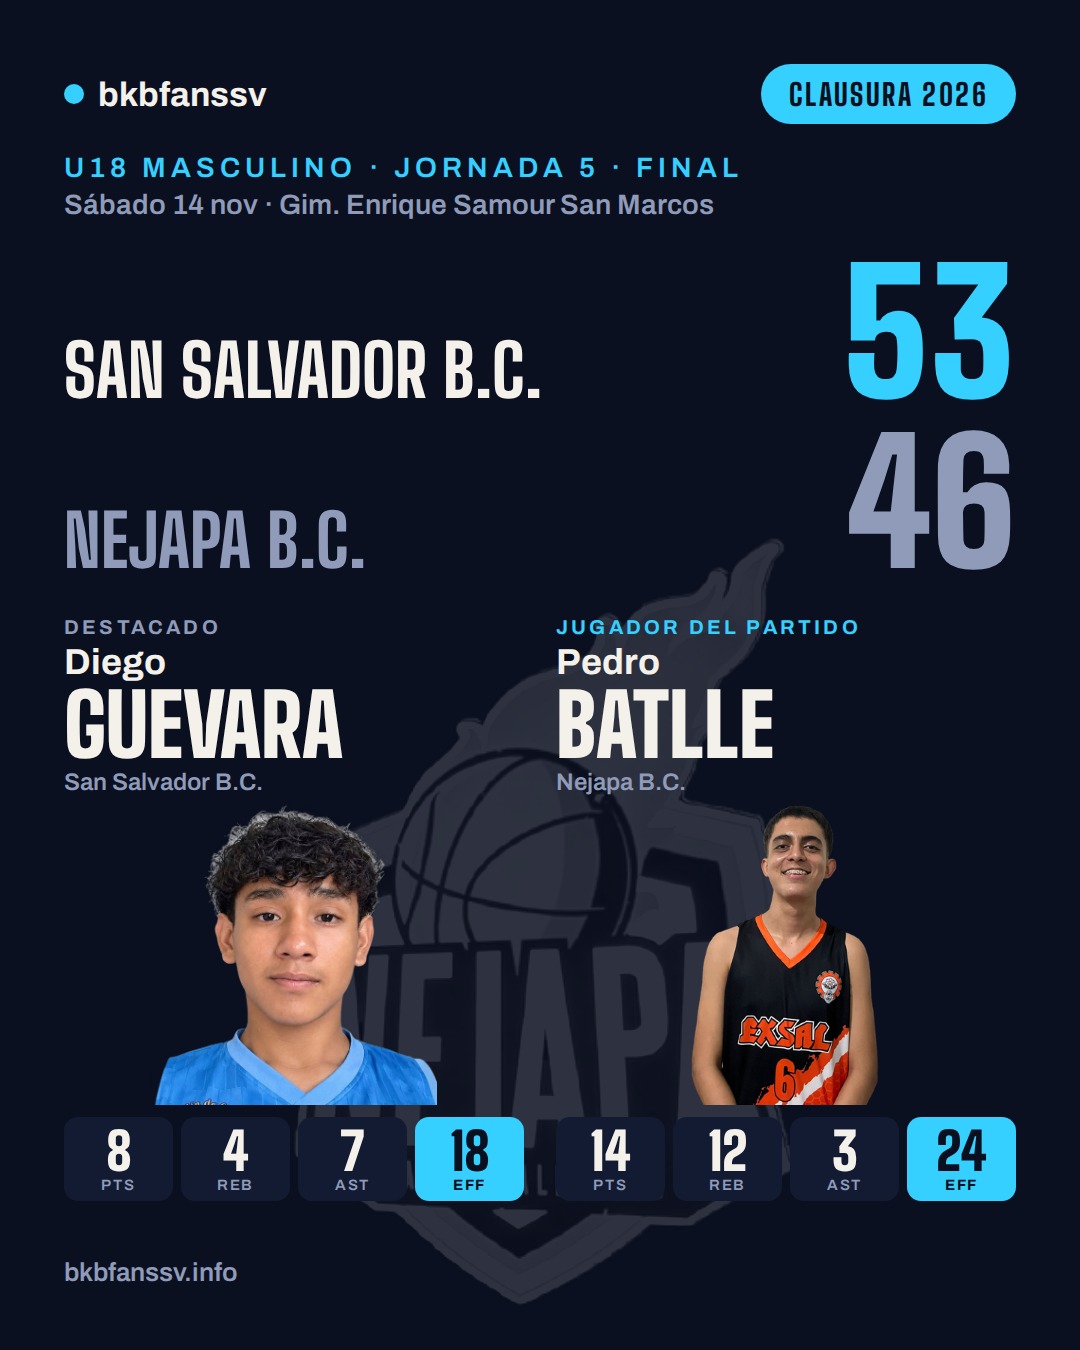 bkbfanssv
CLAUSURA 2026
U18 MASCULINO · JORNADA 5 · FINAL
Sábado 14 nov · Gim. Enrique Samour San Marcos
SAN SALVADOR B.C.
53
NEJAPA B.C.
46
DESTACADO
Diego
GUEVARA
San Salvador B.C.
JUGADOR DEL PARTIDO
Pedro
BATLLE
Nejapa B.C.
NEJAPA
EXSAL
6
8
PTS
4
REB
7
AST
18
EFF
14
PTS
12
REB
3
AST
24
EFF
bkbfanssv.info